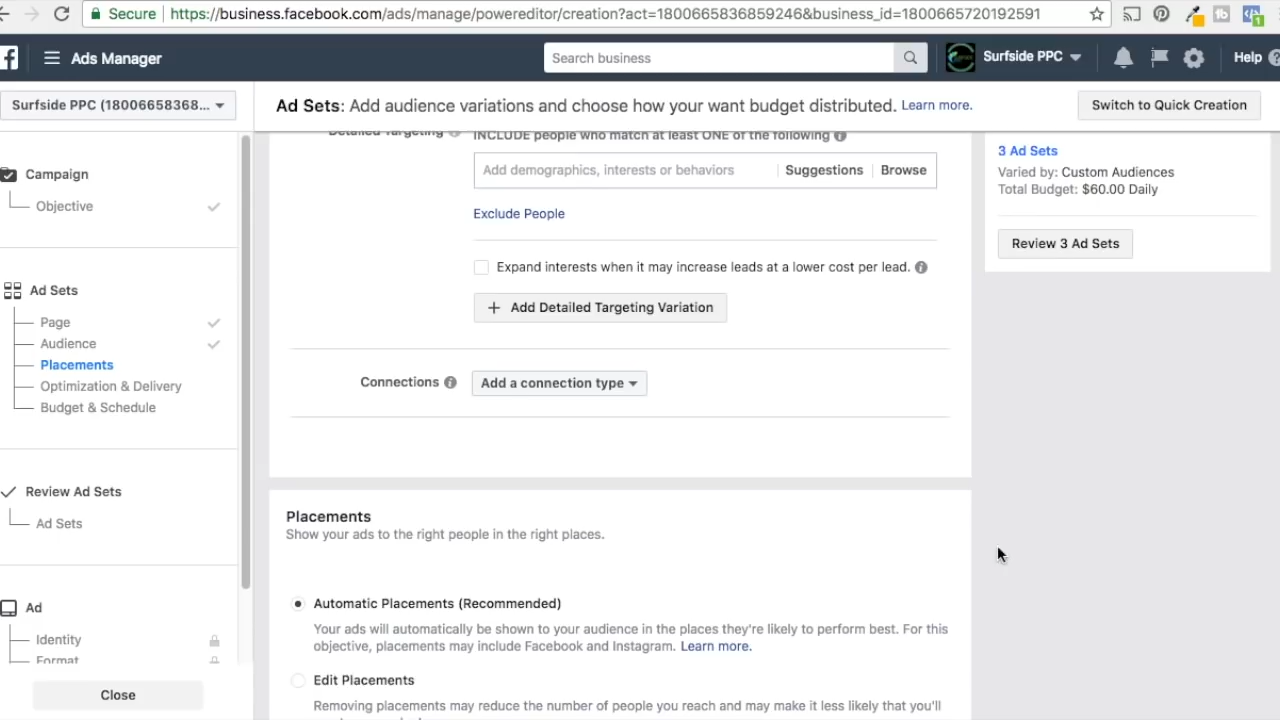 Secure https://business.facebook.com/ads/manage/powereditor/creation?act=1800665836859246&business_id=1800665720192591
Ads Manager
Search business
Surfside PPC
Help
Surfside PPC (18006658368...
Ad Sets: Add audience variations and choose how your want budget distributed. Learn more.
Switch to Quick Creation
Campaign
Objective
Ad Sets
Page
Audience
Placements
Optimization & Delivery
Budget & Schedule
Review Ad Sets
Ad Sets
Ad
Identity
Format
Close
Detailed Targeting
INCLUDE people who match at least ONE of the following
Add demographics, interests or behaviors Suggestions Browse
Exclude People
Expand interests when it may increase leads at a lower cost per lead.
+ Add Detailed Targeting Variation
Connections
Add a connection type
Placements
Show your ads to the right people in the right places.
Automatic Placements (Recommended)
Your ads will automatically be shown to your audience in the places they're likely to perform best. For this
objective, placements may include Facebook and Instagram. Learn more.
Edit Placements
Removing placements may reduce the number of people you reach and may make it less likely that you'll
3 Ad Sets
Varied by: Custom Audiences
Total Budget: $60.00 Daily
Review 3 Ad Sets